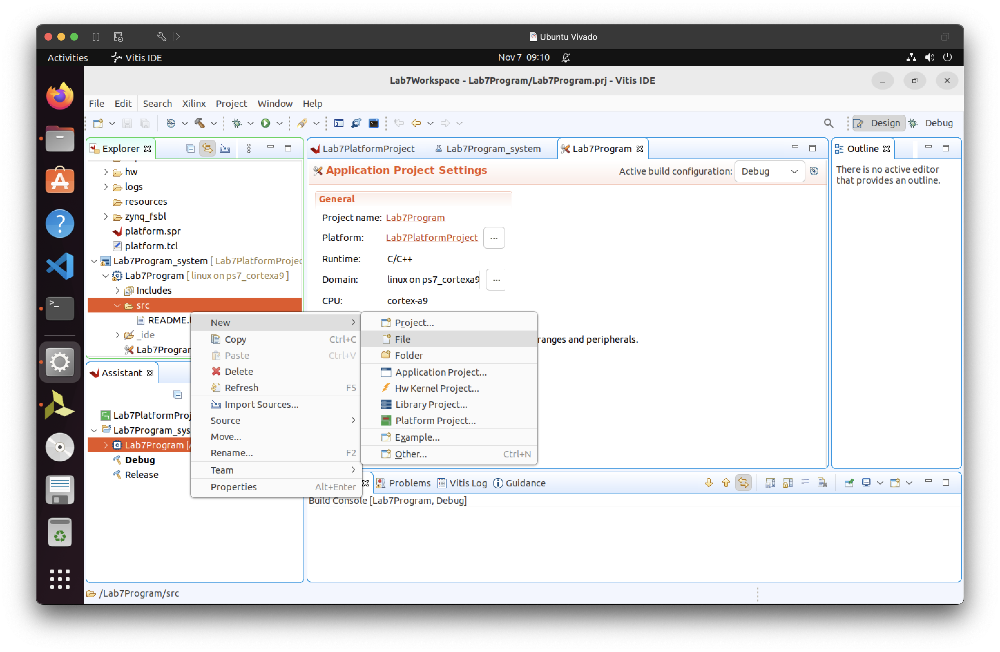 Ubuntu Vivado
Activities
Vitis IDE
Nov 7 09:10
Lab7Workspace - Lab7Program/Lab7Program.prj - Vitis IDE
File Edit Search Xilinx Project Window Help
Design
Debug
Explorer
hw
logs
resources
zynq_fsbl
platform.spr
platform.tcl
Lab7Program_system [ Lab7PlatformProjec
Lab7Program [ linux on ps7_cortexa9 ]
Includes
src
README.
_ide
Lab7Program
Lab7PlatformProject
Lab7Program_system
Lab7Program
Application Project Settings
Active build configuration: Debug
General
Project name: Lab7Program
Platform: Lab7PlatformProject ...
Runtime: C/C++
Domain: linux on ps7_cortexa9 ...
CPU: cortex-a9
ranges and peripherals.
Outline
There is no active editor
that provides an outline.
New
Copy Ctrl+C
Paste Ctrl+V
Delete
Refresh F5
Import Sources...
Source
Move...
Rename... F2
Team
Properties Alt+Enter
Project...
File
Folder
Application Project...
Hw Kernel Project...
Library Project...
Platform Project...
Example...
Other... Ctrl+N
Assistant
Lab7PlatformProj
Lab7Program_sys
Lab7Program [
Debug
Release
Problems
Vitis Log
Guidance
Build Console [Lab7Program, Debug]
/Lab7Program/src